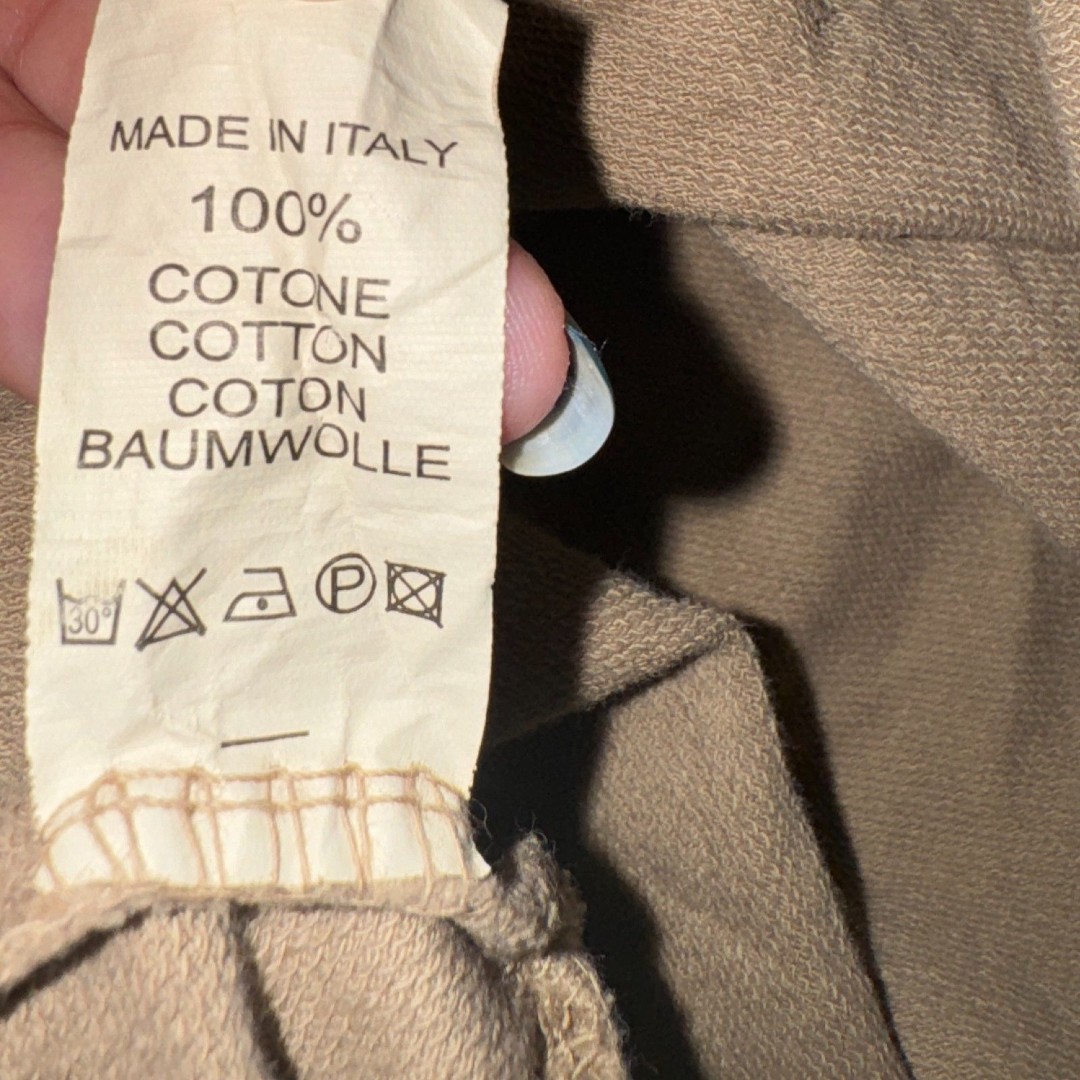 MADE IN ITALY
100%
COTONE
COTTON
COTON
BAUMWOLLE
30° P